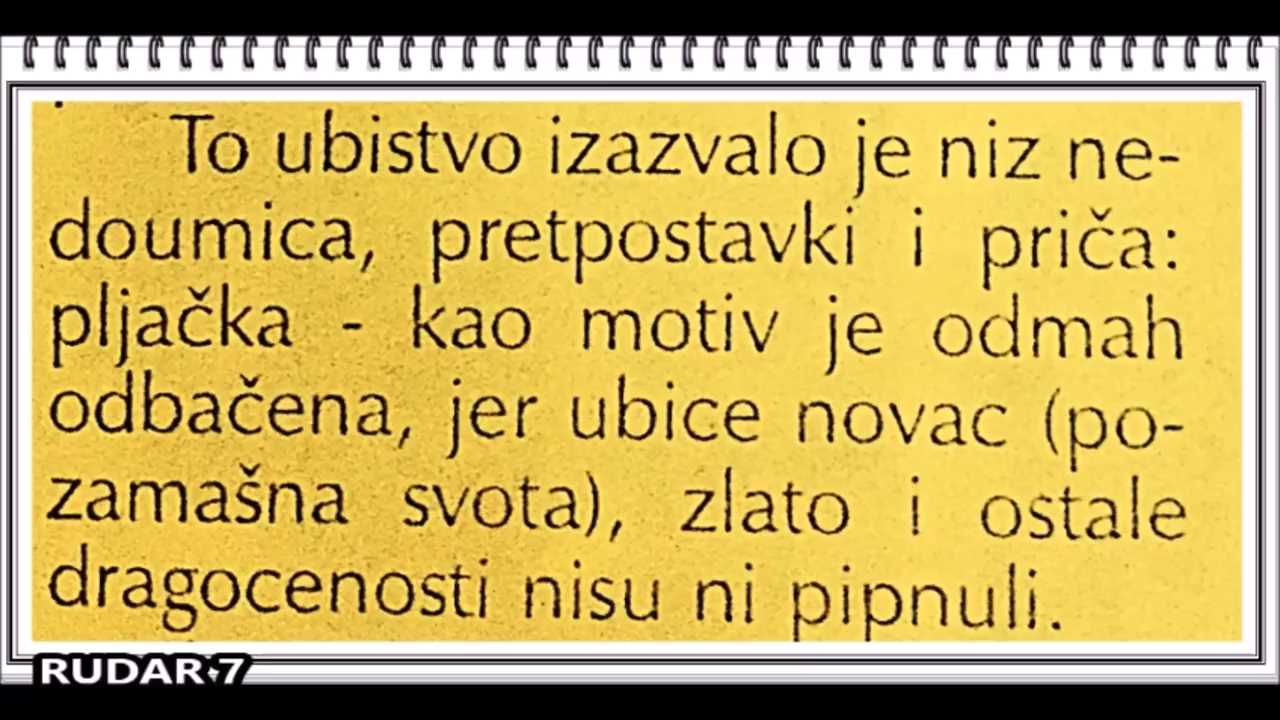 To ubistvo izazvalo je niz ne-
doumica, pretpostavki i priča:
pljačka - kao motiv je odmah
odbačena, jer ubice novac (po-
zamašna svota), zlato i ostale
dragocenosti nisu ni pipnuli.
RUDAR 7